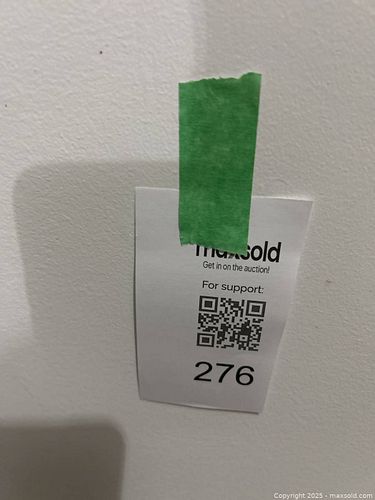 maxsold
Get in on the auction!
For support:
276
Copyright 2025 - maxsold.com